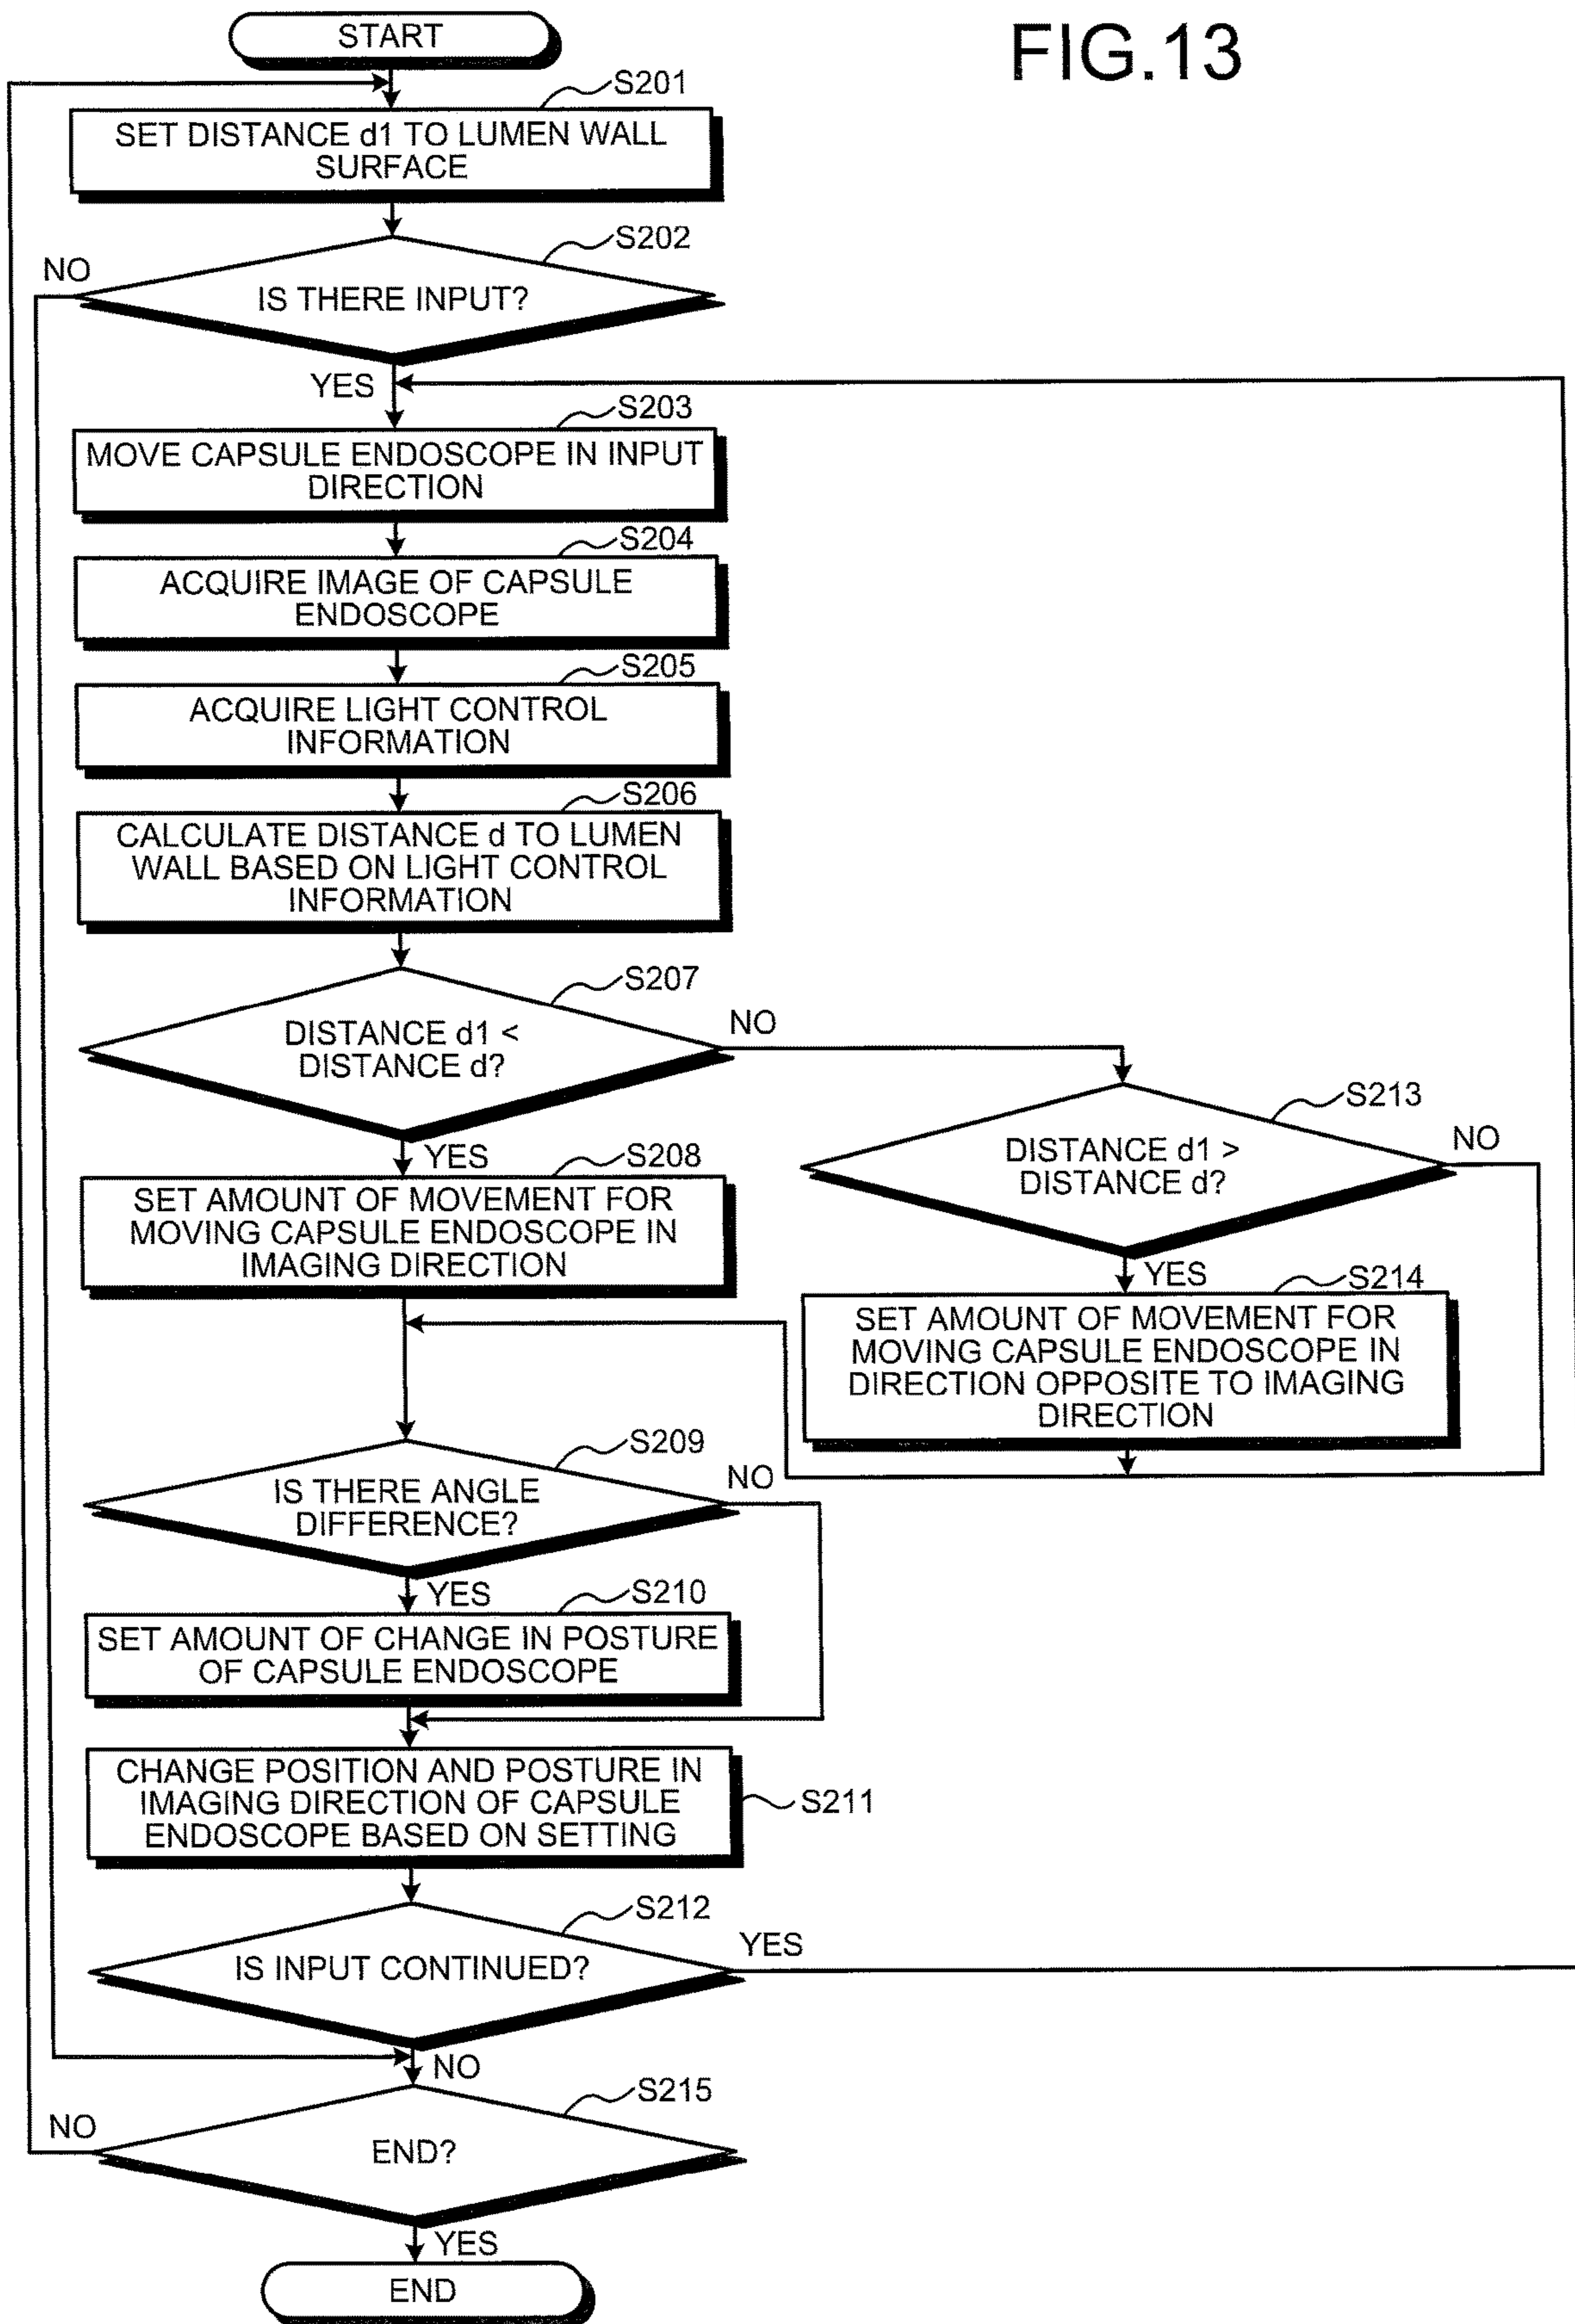 FIG.13
START
S201
SET DISTANCE d1 TO LUMEN WALL
SURFACE
S202
NO
IS THERE INPUT?
YES
S203
MOVE CAPSULE ENDOSCOPE IN INPUT
DIRECTION
S204
ACQUIRE IMAGE OF CAPSULE
ENDOSCOPE
S205
ACQUIRE LIGHT CONTROL
INFORMATION
S206
CALCULATE DISTANCE d TO LUMEN
WALL BASED ON LIGHT CONTROL
INFORMATION
S207
DISTANCE d1 <
DISTANCE d?
NO
YES
S213
DISTANCE d1 >
DISTANCE d?
NO
YES
S208
SET AMOUNT OF MOVEMENT FOR
MOVING CAPSULE ENDOSCOPE IN
IMAGING DIRECTION
S214
SET AMOUNT OF MOVEMENT FOR
MOVING CAPSULE ENDOSCOPE IN
DIRECTION OPPOSITE TO IMAGING
DIRECTION
S209
IS THERE ANGLE
DIFFERENCE?
NO
YES
S210
SET AMOUNT OF CHANGE IN POSTURE
OF CAPSULE ENDOSCOPE
CHANGE POSITION AND POSTURE IN
IMAGING DIRECTION OF CAPSULE
ENDOSCOPE BASED ON SETTING
S211
S212
IS INPUT CONTINUED?
YES
NO
S215
NO
END?
YES
END